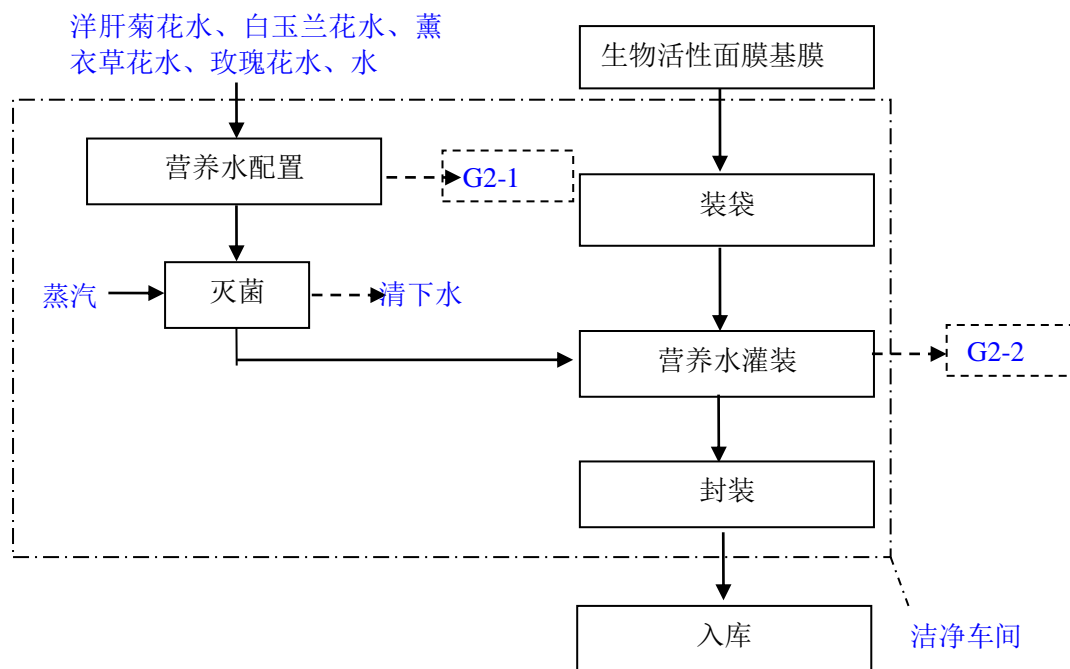 洋肝菊花水、白玉兰花水、薰
衣草花水、玫瑰花水、水
生物活性面膜基膜
营养水配置
G2-1
装袋
蒸汽
灭菌
清下水
营养水灌装
G2-2
封装
入库
洁净车间